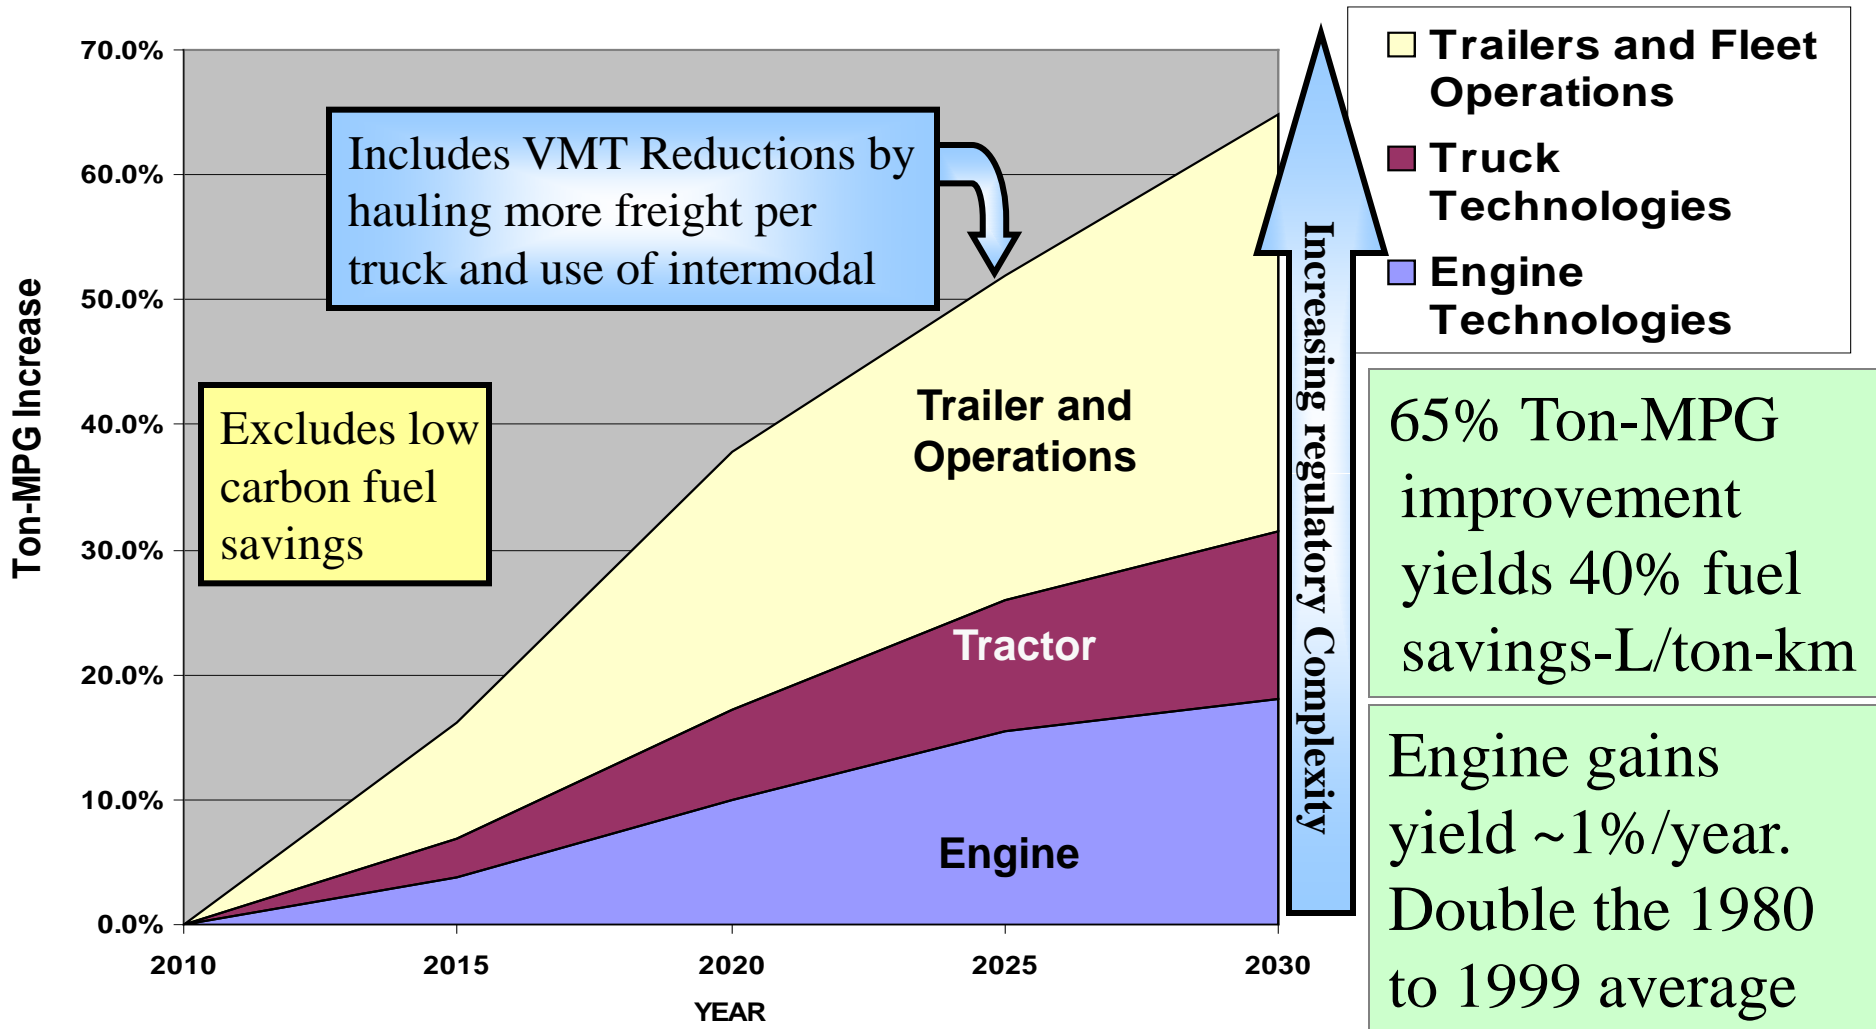 70.0%
60.0%
50.0%
40.0%
30.0%
20.0%
10.0%
0.0%
Ton-MPG Increase
2010
2015
2020
2025
2030
YEAR
Includes VMT Reductions by
hauling more freight per
truck and use of intermodal
Excludes low
carbon fuel
savings
Trailer and
Operations
Tractor
Engine
Increasing regulatory Complexity
Trailers and Fleet
Operations
Truck
Technologies
Engine
Technologies
65% Ton-MPG
improvement
yields 40% fuel
savings-L/ton-km
Engine gains
yield ~1%/year.
Double the 1980
to 1999 average